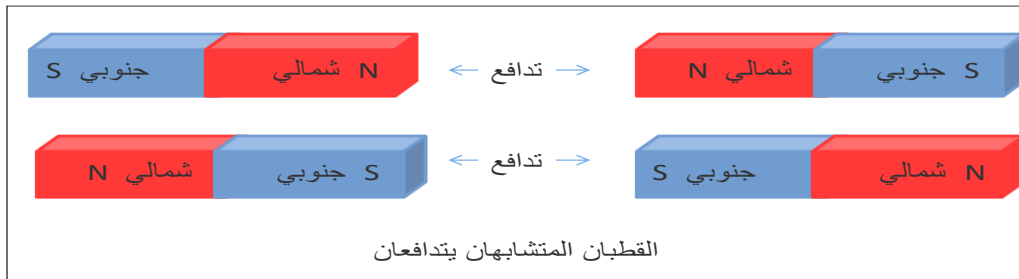 S جنوبي N شمالي ← تدافع → N شمالي S جنوبي
N شمالي S جنوبي ← تدافع → S جنوبي N شمالي
القطبان المتشابهان يتدافعان